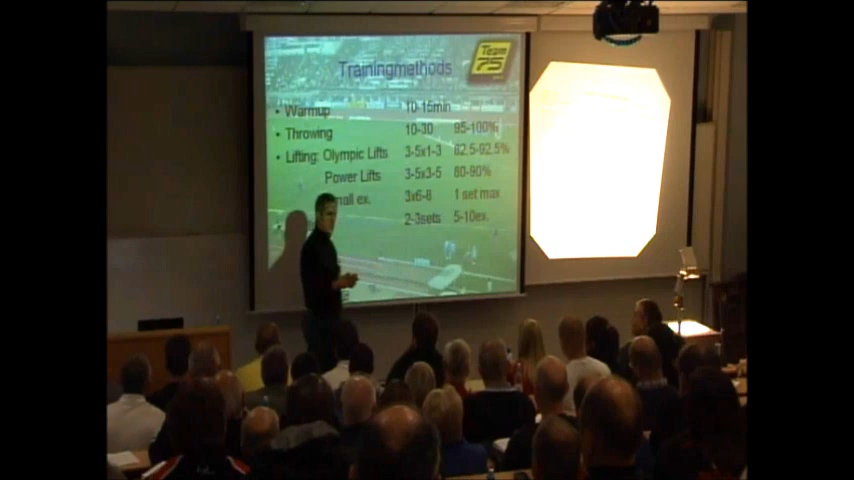 Team
75
Trainingmethods
• Warmup 10-15min
• Throwing 10-30 95-100%
• Lifting: Olympic Lifts 3-5x1-3 82.5-92.5%
Power Lifts 3-5x3-5 80-90%
mall ex. 3x6-8 1 set max
2-3sets 5-10ex.